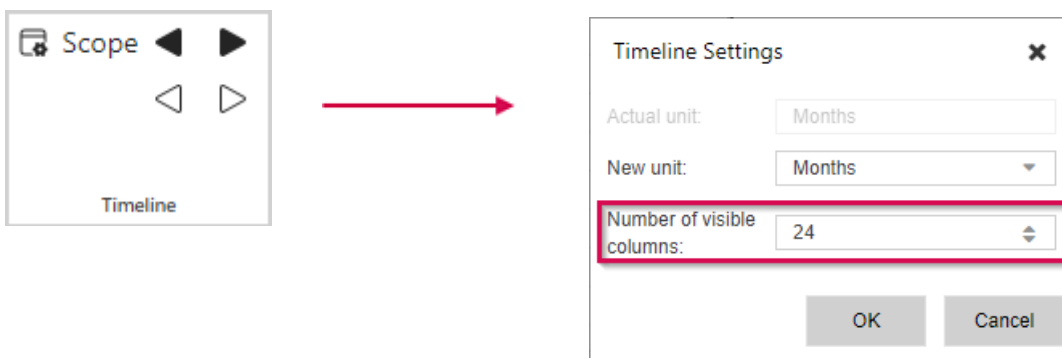 Scope
Timeline
Timeline Settings
Actual unit:
Months
New unit:
Months
Number of visible
columns:
24
OK
Cancel